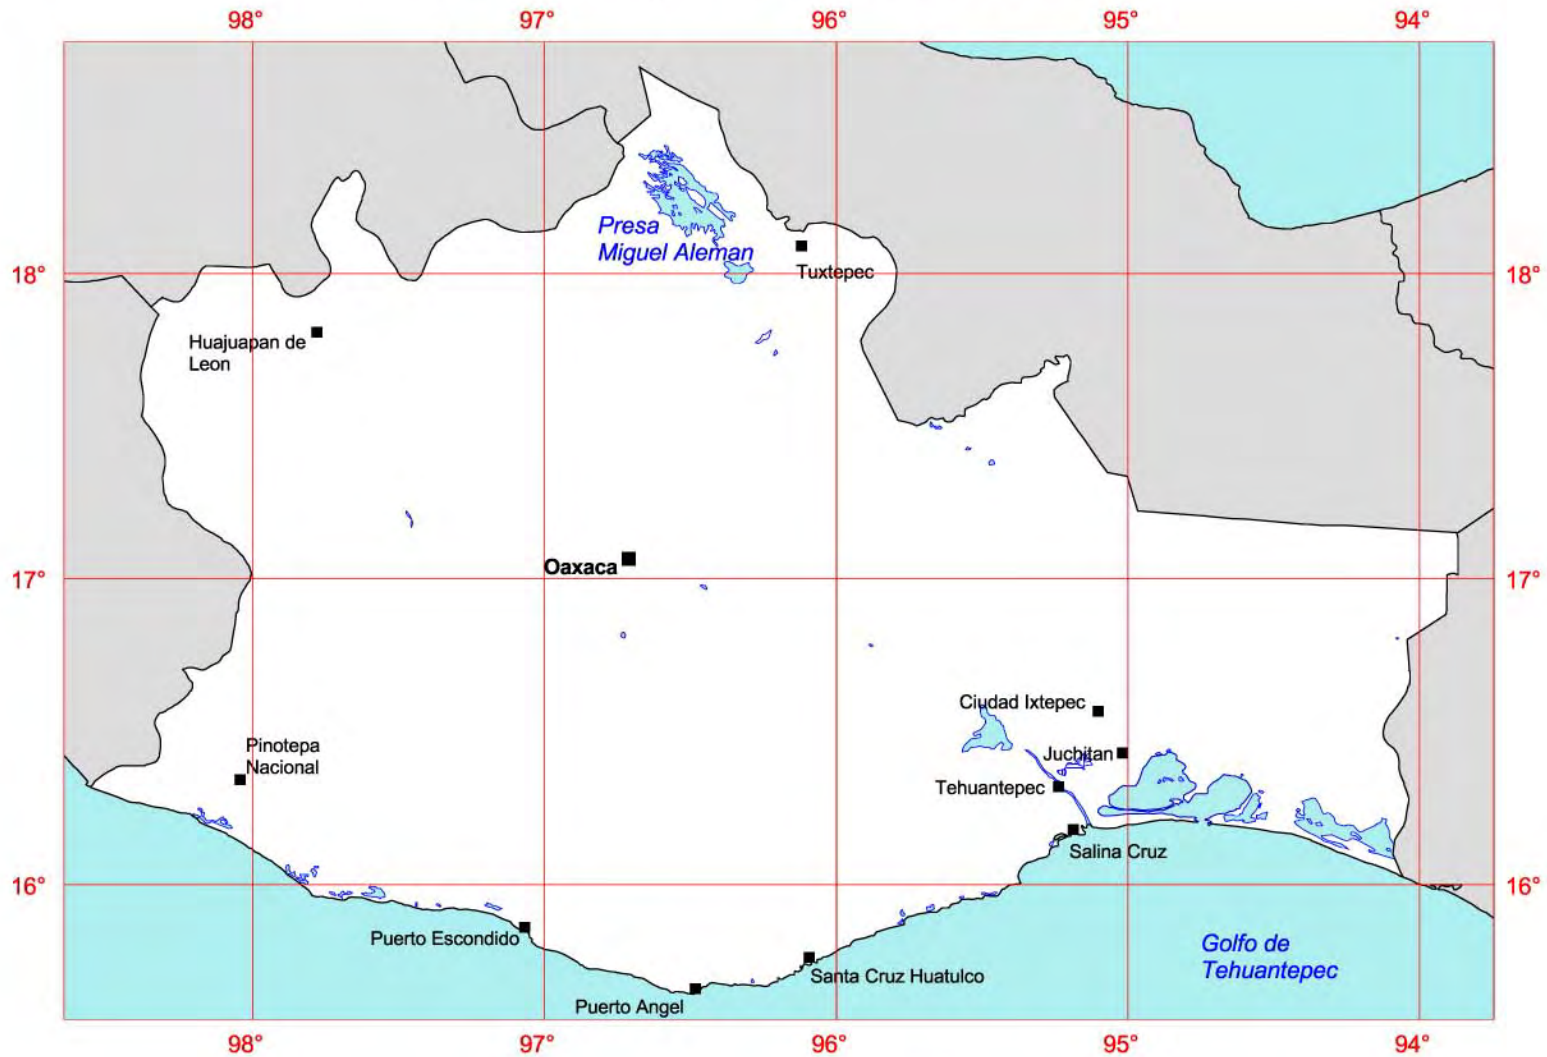 98°
97°
96°
95°
94°
Presa
Miguel Aleman
18°
Tuxtepec
18°
Huajuapan de
Leon
17°
Oaxaca
17°
Ciudad Ixtepec
Pinotepa
Nacional
Juchitan
Tehuantepec
Salina Cruz
16°
16°
Puerto Escondido
Golfo de
Tehuantepec
Santa Cruz Huatulco
Puerto Angel
98°
97°
96°
95°
94°